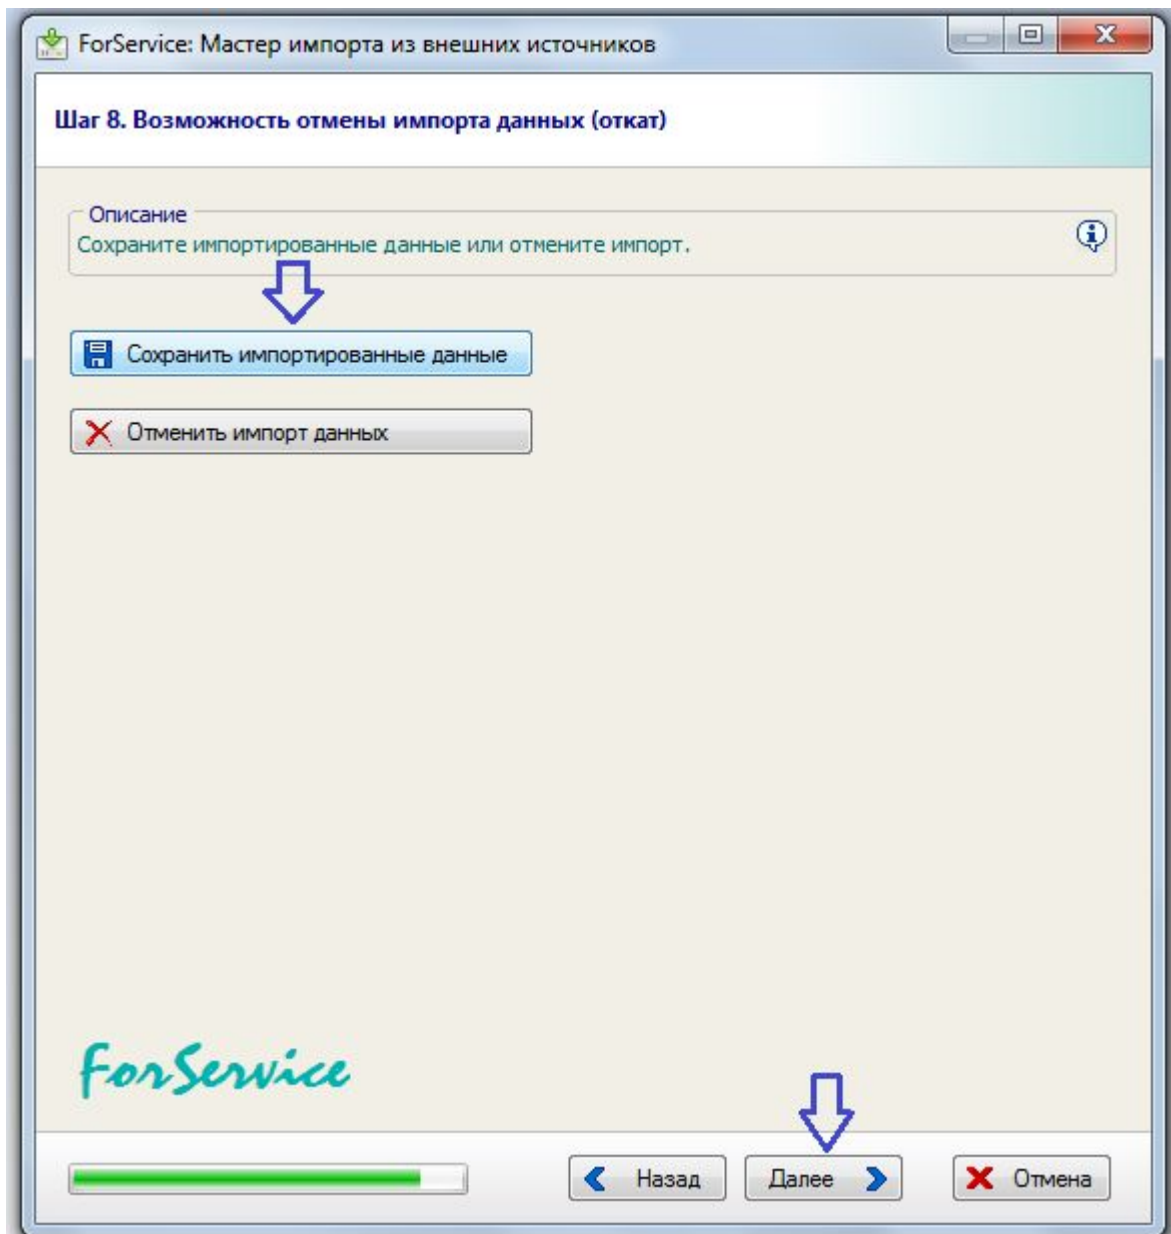 ForService: Мастер импорта из внешних источников
Шаг 8. Возможность отмены импорта данных (откат)
Описание
Сохраните импортированные данные или отмените импорт.
Сохранить импортированные данные
Отменить импорт данных
ForService
Назад Далее Отмена